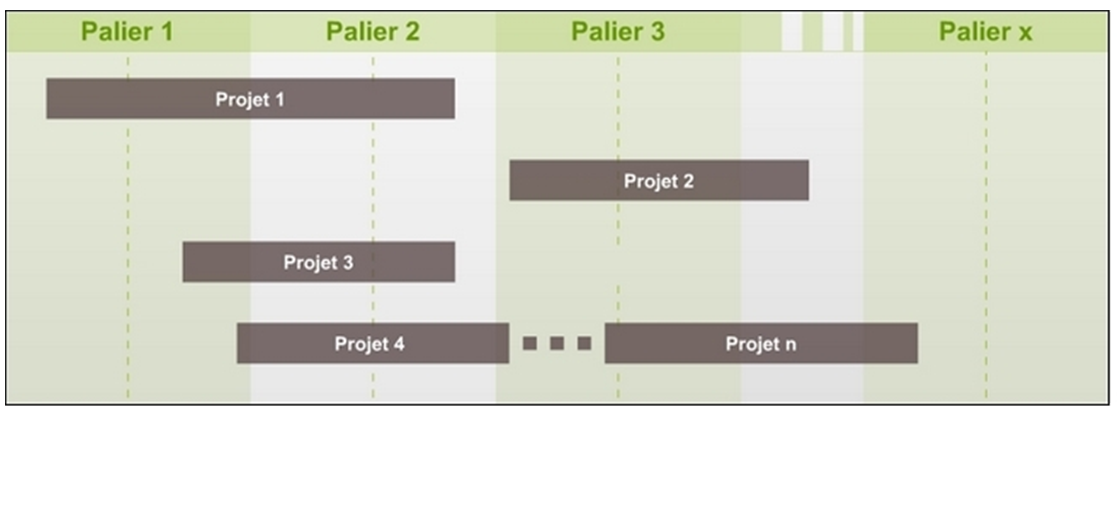 Palier 1
Palier 2
Palier 3
Palier x
Projet 1
Projet 2
Projet 3
Projet 4
Projet n